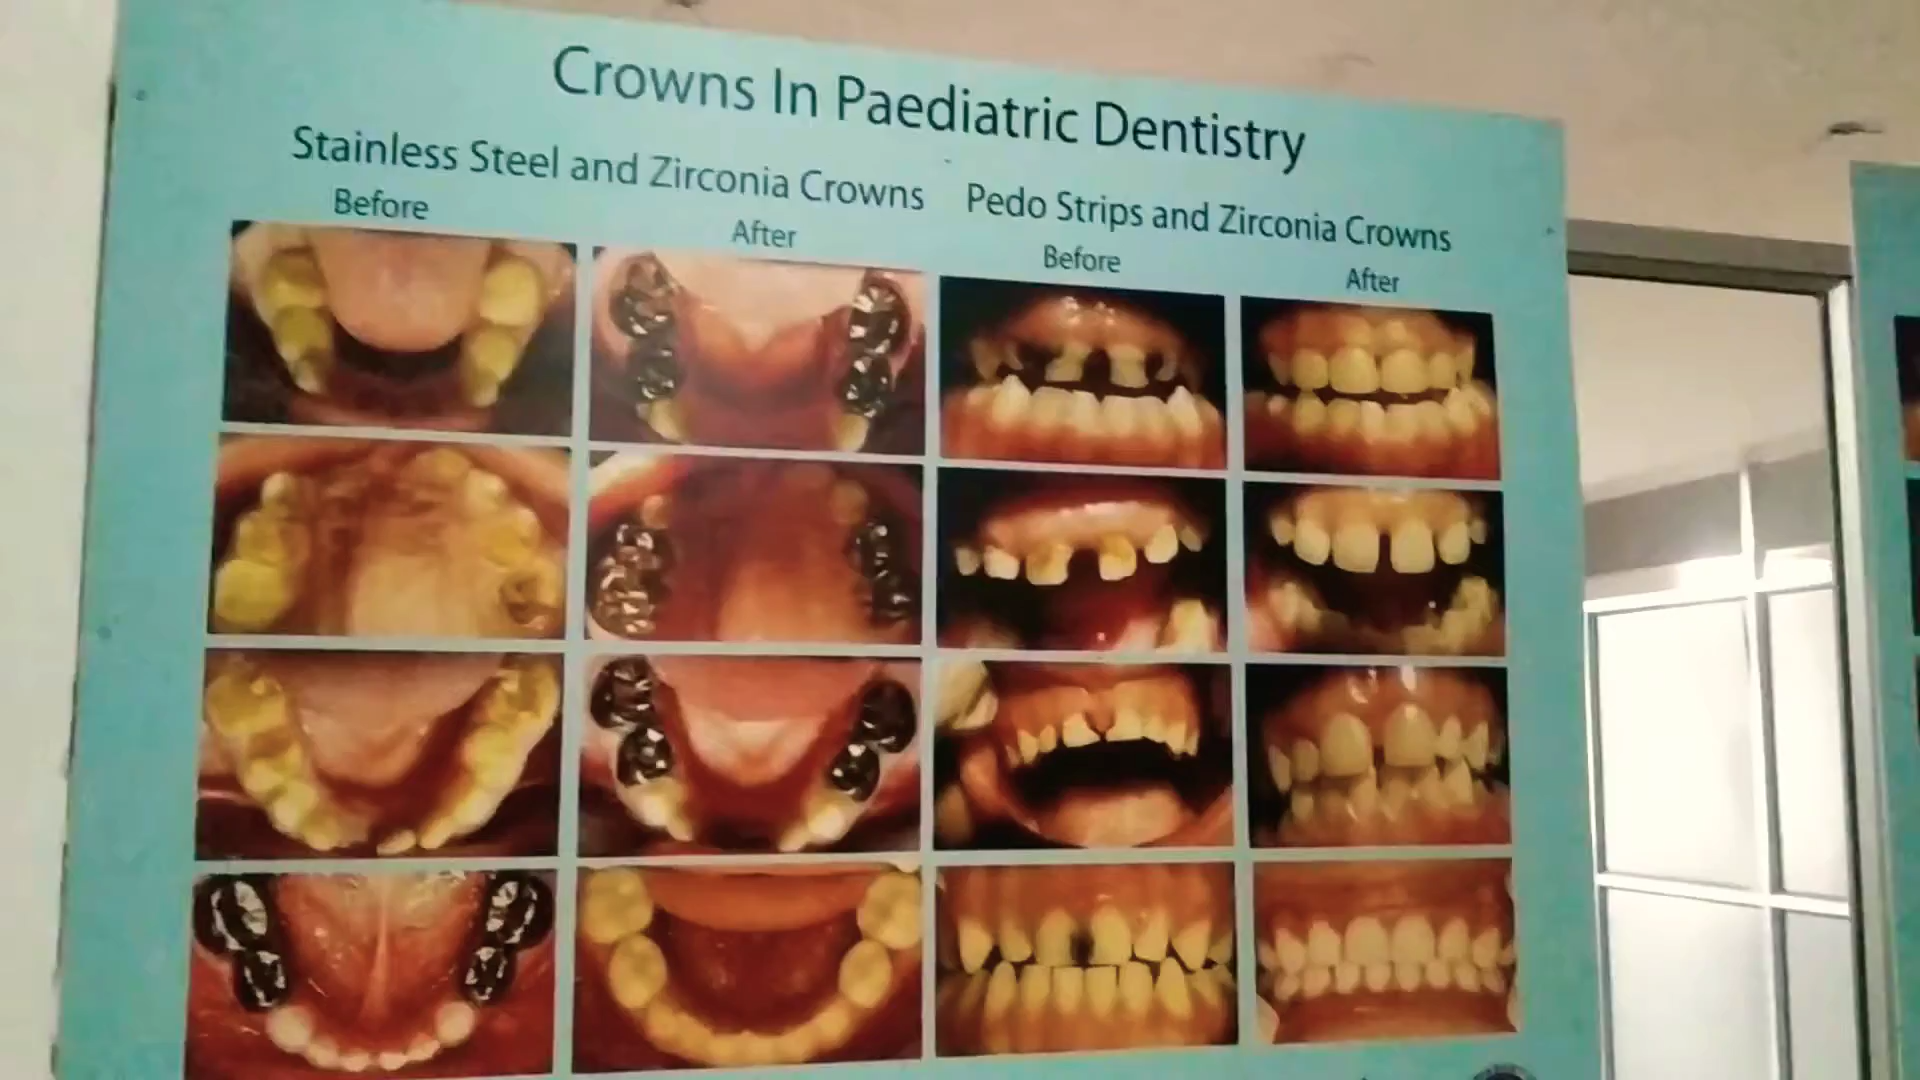 Crowns In Paediatric Dentistry
Stainless Steel and Zirconia Crowns
Before
After
Pedo Strips and Zirconia Crowns
Before
After